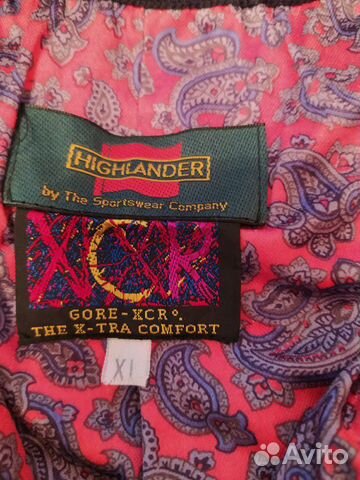 HIGHLANDER
by The Sportswear Company
XCR
GORE-XCR®.
THE X-TRA COMFORT
XL
Avito